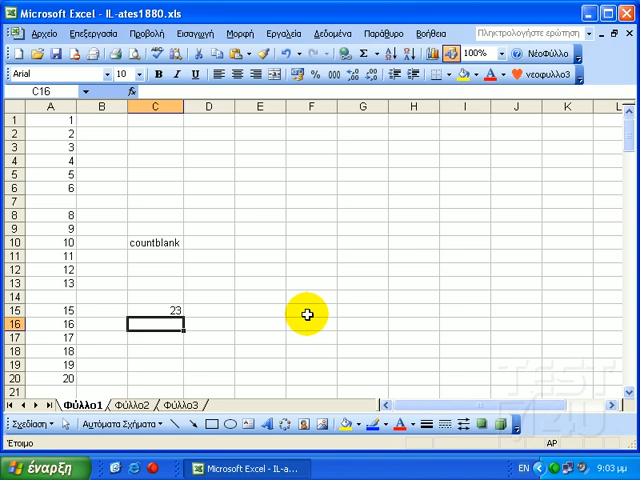 Microsoft Excel - IL-ates1880.xls
Αρχείο Επεξεργασία Προβολή Εισαγωγή Μορφή Εργαλεία Δεδομένα Παράθυρο Βοήθεια Πληκτρολογήστε ερώτηση
100% ΝέοΦύλλο
Arial 10 B I U % 000 νεοφυλλο3
C16 fx
A B C D E F G H I J K L
1 1
2 2
3 3
4 4
5 5
6 6
7
8 8
9 9
10 10 countblank
11 11
12 12
13 13
14
15 15 23
16 16
17 17
18 18
19 19
20 20
21
Φύλλο1 Φύλλο2 Φύλλο3
Σχεδίαση Αυτόματα Σχήματα
Έτοιμο AP
έναρξη Microsoft Excel - IL-a... EN 9:03 μμ
TEST
4U